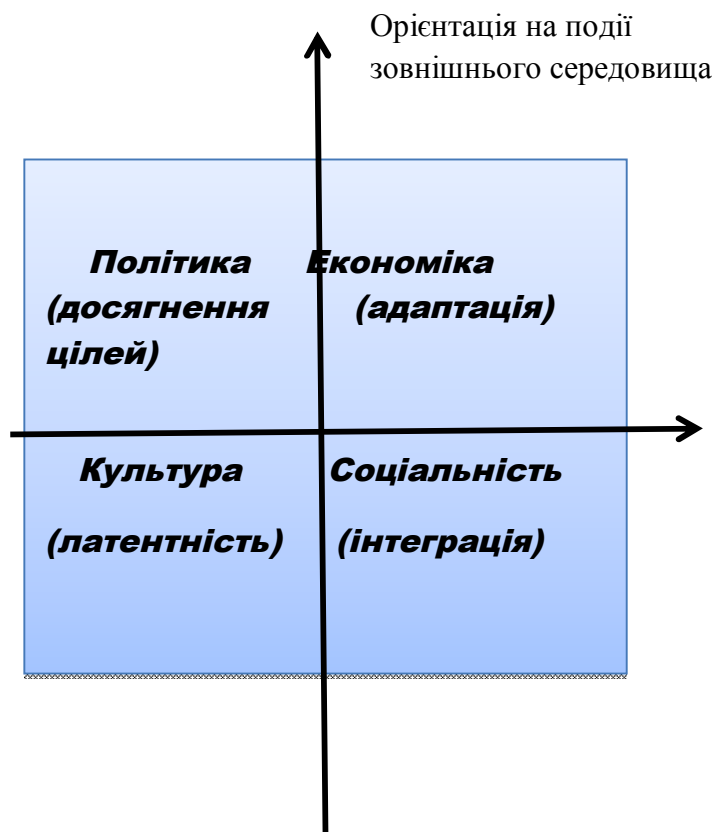 Орієнтація на події
зовнішнього середовища
Політика Економіка
(досягнення (адаптація)
цілей)
Культура Соціальність
(латентність) (інтеграція)